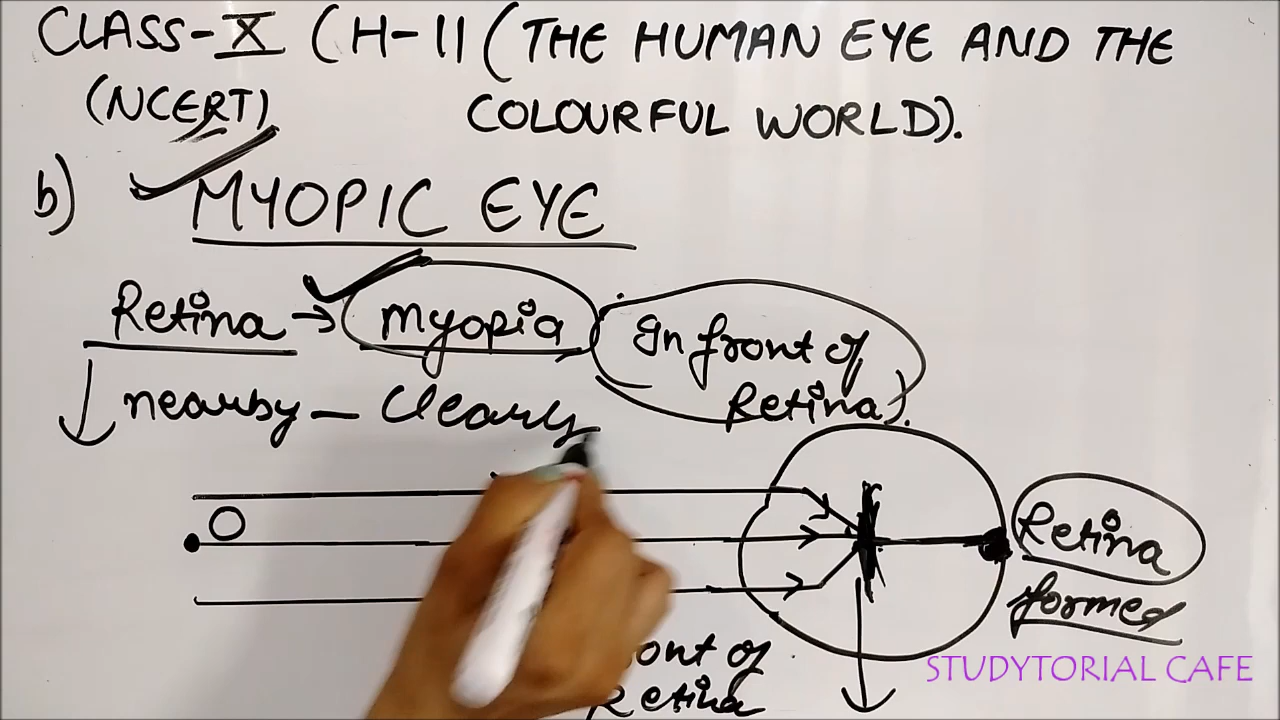 CLASS-X (H-11 (THE HUMAN EYE AND THE
(NCERT) COLOURFUL WORLD).
b) MYOPIC EYE
Retina → myopia In front of
Retina).
↓ nearby - Clearly
O
Retina
formed
front of
Retina
STUDYTORIAL CAFE